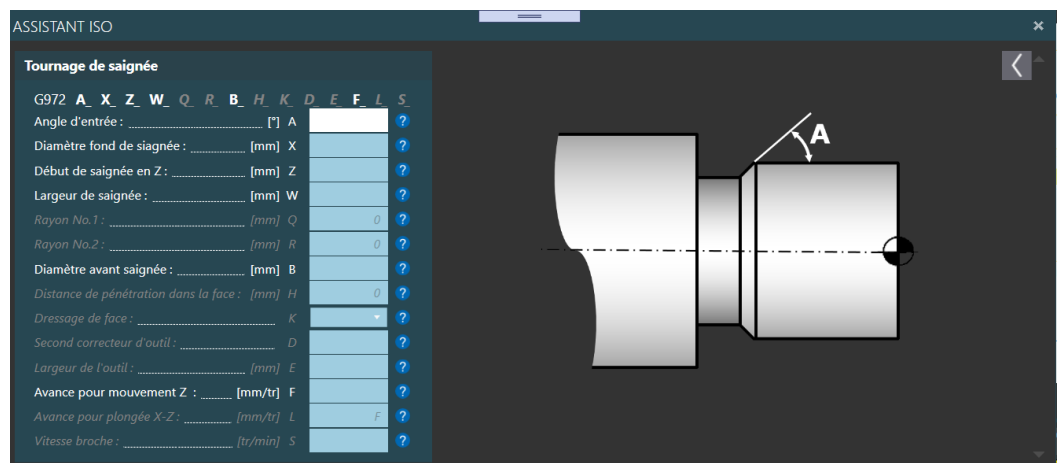 ASSISTANT ISO
Tournage de saignée
G972 A_ X_ Z_ W_ Q_ R_ B_ H_ K_ D_ E_ F_ L_ S_
Angle d'entrée : [°] A ?
Diamètre fond de siagnée : [mm] X ?
Début de saignée en Z : [mm] Z ?
Largeur de saignée : [mm] W ?
Rayon No.1 : [mm] Q 0 ?
Rayon No.2 : [mm] R 0 ?
Diamètre avant saignée : [mm] B ?
Distance de pénétration dans la face : [mm] H 0 ?
Dressage de face : K ?
Second correcteur d'outil : D ?
Largeur de l'outil : [mm] E ?
Avance pour mouvement Z : [mm/tr] F ?
Avance pour plongée X-Z : [mm/tr] L F ?
Vitesse broche : [tr/min] S ?
A